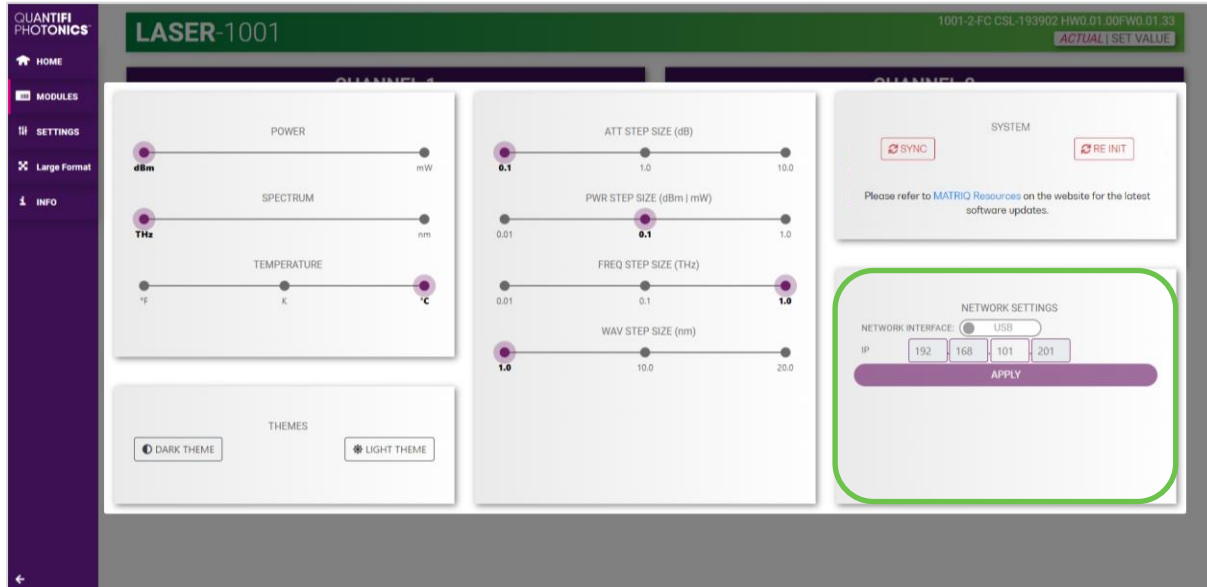 QUANTIFI
PHOTONICS™
HOME
MODULES
SETTINGS
Large Format
INFO
LASER-1001
1001-2-FC CSL-193902 HW0.01.00FW0.01.33
ACTUAL | SET VALUE
CHANNEL 1
CHANNEL 2
POWER
dBm mW
SPECTRUM
THz nm
TEMPERATURE
°F K °C
THEMES
DARK THEME LIGHT THEME
ATT STEP SIZE (dB)
0.1 1.0 10.0
PWR STEP SIZE (dBm | mW)
0.01 0.1 1.0
FREQ STEP SIZE (THz)
0.01 0.1 1.0
WAV STEP SIZE (nm)
1.0 10.0 20.0
SYSTEM
SYNC RE INIT
Please refer to MATRIQ Resources on the website for the latest
software updates.
NETWORK SETTINGS
NETWORK INTERFACE: USB
IP 192 . 168 . 101 . 201
APPLY